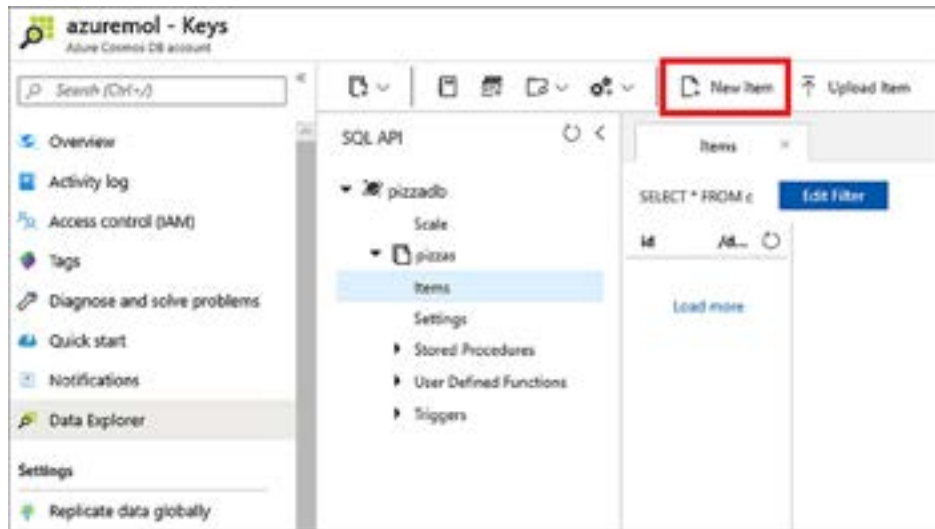 azuremol - Keys
Azure Cosmos DB account
Search (Ctrl+/)
Overview
Activity log
Access control (IAM)
Tags
Diagnose and solve problems
Quick start
Notifications
Data Explorer
Settings
Replicate data globally
New Item
Upload Item
SQL API
pizzadb
Scale
pizzas
Items
Settings
Stored Procedures
User Defined Functions
Triggers
Items
SELECT * FROM c
Edit Filter
id /d...
Load more